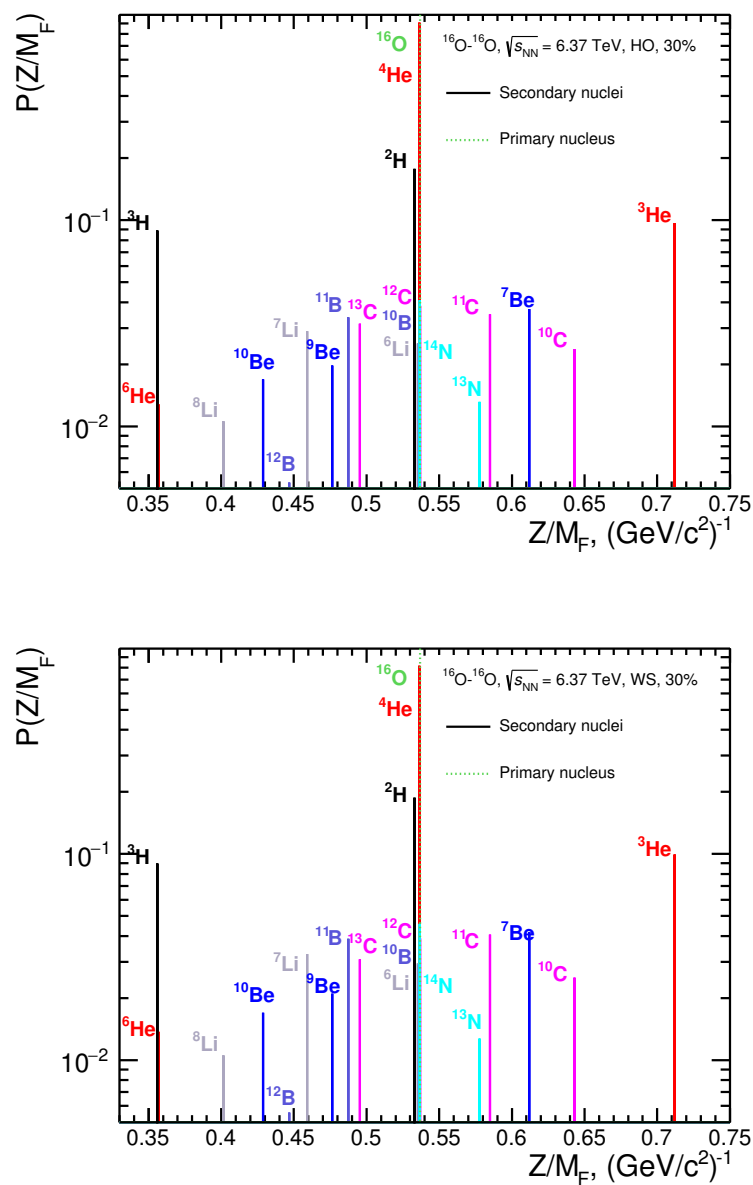 P(Z/M_F)
¹⁶O
¹⁶O-¹⁶O, √s_NN = 6.37 TeV, HO, 30%
⁴He
Secondary nuclei
Primary nucleus
²H
10⁻¹
³H
³He
¹¹B
¹³C
¹²C
¹¹C
⁷Be
⁷Li
¹⁰B
¹⁰Be
⁹Be
⁶Li
¹⁴N
¹⁰C
⁶He
⁸Li
¹³N
10⁻²
¹²B
0.35 0.4 0.45 0.5 0.55 0.6 0.65 0.7 0.75
Z/M_F, (GeV/c²)⁻¹
P(Z/M_F)
¹⁶O
¹⁶O-¹⁶O, √s_NN = 6.37 TeV, WS, 30%
⁴He
Secondary nuclei
Primary nucleus
²H
10⁻¹
³H
³He
¹¹B
¹³C
¹²C
¹¹C
⁷Be
⁷Li
¹⁰B
¹⁰Be
⁹Be
⁶Li
¹⁴N
¹⁰C
⁶He
⁸Li
¹³N
10⁻²
¹²B
0.35 0.4 0.45 0.5 0.55 0.6 0.65 0.7 0.75
Z/M_F, (GeV/c²)⁻¹